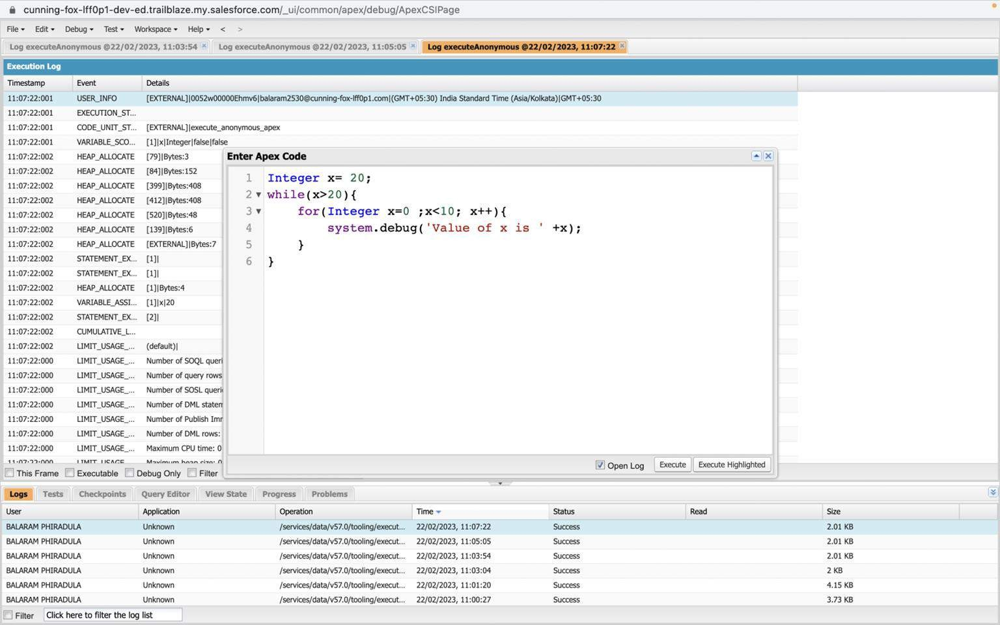 cunning-fox-lff0p1-dev-ed.trailblaze.my.salesforce.com/_ui/common/apex/debug/ApexCSIPage
File Edit Debug Test Workspace Help < >
Log executeAnonymous @22/02/2023, 11:03:54 Log executeAnonymous @22/02/2023, 11:05:05 Log executeAnonymous @22/02/2023, 11:07:22
Execution Log
Timestamp Event Details
11:07:22:001 USER_INFO [EXTERNAL]|0052w00000Ehmv6|balaram2530@cunning-fox-lff0p1.com|(GMT+05:30) India Standard Time (Asia/Kolkata)|GMT+05:30
11:07:22:001 EXECUTION_ST...
11:07:22:001 CODE_UNIT_ST... [EXTERNAL]|execute_anonymous_apex
11:07:22:001 VARIABLE_SCO... [1]|x|Integer|false|false
11:07:22:002 HEAP_ALLOCATE [79]|Bytes:3
11:07:22:002 HEAP_ALLOCATE [84]|Bytes:152
11:07:22:002 HEAP_ALLOCATE [399]|Bytes:408
11:07:22:002 HEAP_ALLOCATE [412]|Bytes:408
11:07:22:002 HEAP_ALLOCATE [520]|Bytes:48
11:07:22:002 HEAP_ALLOCATE [139]|Bytes:6
11:07:22:002 HEAP_ALLOCATE [EXTERNAL]|Bytes:7
11:07:22:002 STATEMENT_EX... [1]|
11:07:22:002 STATEMENT_EX... [1]|
11:07:22:002 HEAP_ALLOCATE [1]|Bytes:4
11:07:22:002 VARIABLE_ASSI... [1]|x|20
11:07:22:002 STATEMENT_EX... [2]|
11:07:22:002 CUMULATIVE_L...
11:07:22:002 LIMIT_USAGE_... (default)|
11:07:22:000 LIMIT_USAGE_... Number of SOQL queri
11:07:22:000 LIMIT_USAGE_... Number of query rows
11:07:22:000 LIMIT_USAGE_... Number of SOSL queri
11:07:22:000 LIMIT_USAGE_... Number of DML statem
11:07:22:000 LIMIT_USAGE_... Number of Publish Imr
11:07:22:000 LIMIT_USAGE_... Number of DML rows:
11:07:22:000 LIMIT_USAGE_... Maximum CPU time: 0
11:07:22:000 LIMIT_USAGE_... Maximum heap size: 0
Enter Apex Code
1 Integer x= 20;
2 while(x>20){
3 for(Integer x=0 ;x<10; x++){
4 system.debug('Value of x is ' +x);
5 }
6 }
Open Log Execute Execute Highlighted
This Frame Executable Debug Only Filter
Logs Tests Checkpoints Query Editor View State Progress Problems
User Application Operation Time Status Read Size
BALARAM PHIRADULA Unknown /services/data/v57.0/tooling/execut... 22/02/2023, 11:07:22 Success 2.01 KB
BALARAM PHIRADULA Unknown /services/data/v57.0/tooling/execut... 22/02/2023, 11:05:05 Success 2.01 KB
BALARAM PHIRADULA Unknown /services/data/v57.0/tooling/execut... 22/02/2023, 11:03:54 Success 2.01 KB
BALARAM PHIRADULA Unknown /services/data/v57.0/tooling/execut... 22/02/2023, 11:03:04 Success 2 KB
BALARAM PHIRADULA Unknown /services/data/v57.0/tooling/execut... 22/02/2023, 11:01:20 Success 4.15 KB
BALARAM PHIRADULA Unknown /services/data/v57.0/tooling/execut... 22/02/2023, 11:00:27 Success 3.73 KB
Filter Click here to filter the log list